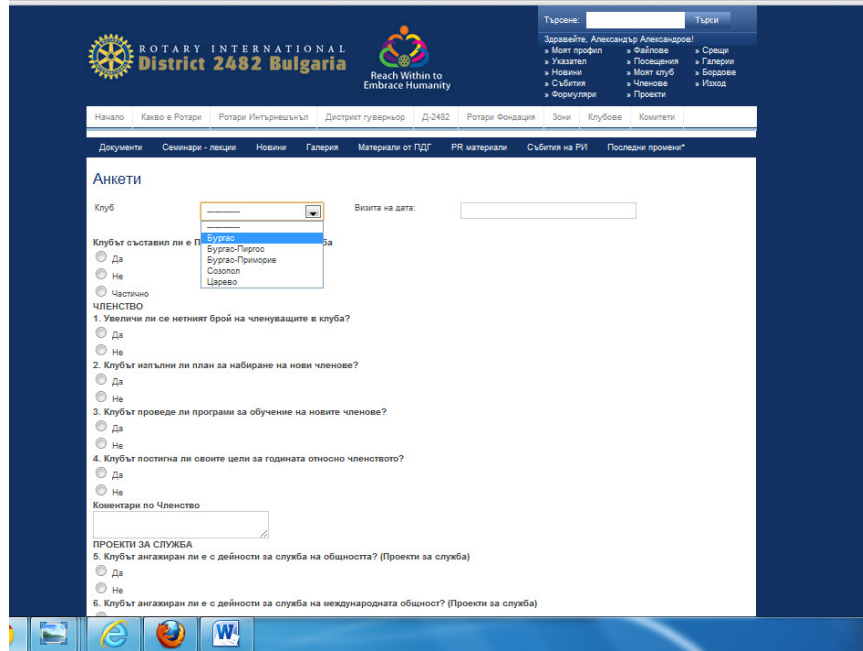 Търсене: Търси
ROTARY INTERNATIONAL
District 2482 Bulgaria
Reach Within to
Embrace Humanity
Здравейте, Александър Александров!
» Моят профил » Файлове » Срещи
» Указател » Посещения » Галерии
» Новини » Моят клуб » Бордове
» Събития » Членове » Изход
» Формуляри » Проекти
Начало Какво е Ротари Ротари Интърнешънъл Дистрикт гуверньор Д-2482 Ротари Фондация Зони Клубове Комитети
Документи Семинари - лекции Новини Галерия Материали от ПДГ PR материали Събития на РИ Последни промени*
Анкети
Клуб ------------ Визита на дата:
------------
Бургас
Бургас-Пиргос
Бургас-Приморие
Созопол
Царево
Клубът съставил ли е П ба
Да
Не
Частично
ЧЛЕНСТВО
1. Увеличи ли се нетният брой на членуващите в клуба?
Да
Не
2. Клубът изпълни ли план за набиране на нови членове?
Да
Не
3. Клубът проведе ли програми за обучение на новите членове?
Да
Не
4. Клубът постигна ли своите цели за годината относно членството?
Да
Не
Коментари по Членство
ПРОЕКТИ ЗА СЛУЖБА
5. Клубът ангажиран ли е с дейности за служба на общността? (Проекти за служба)
Да
Не
6. Клубът ангажиран ли е с дейности за служба на международната общност? (Проекти за служба)